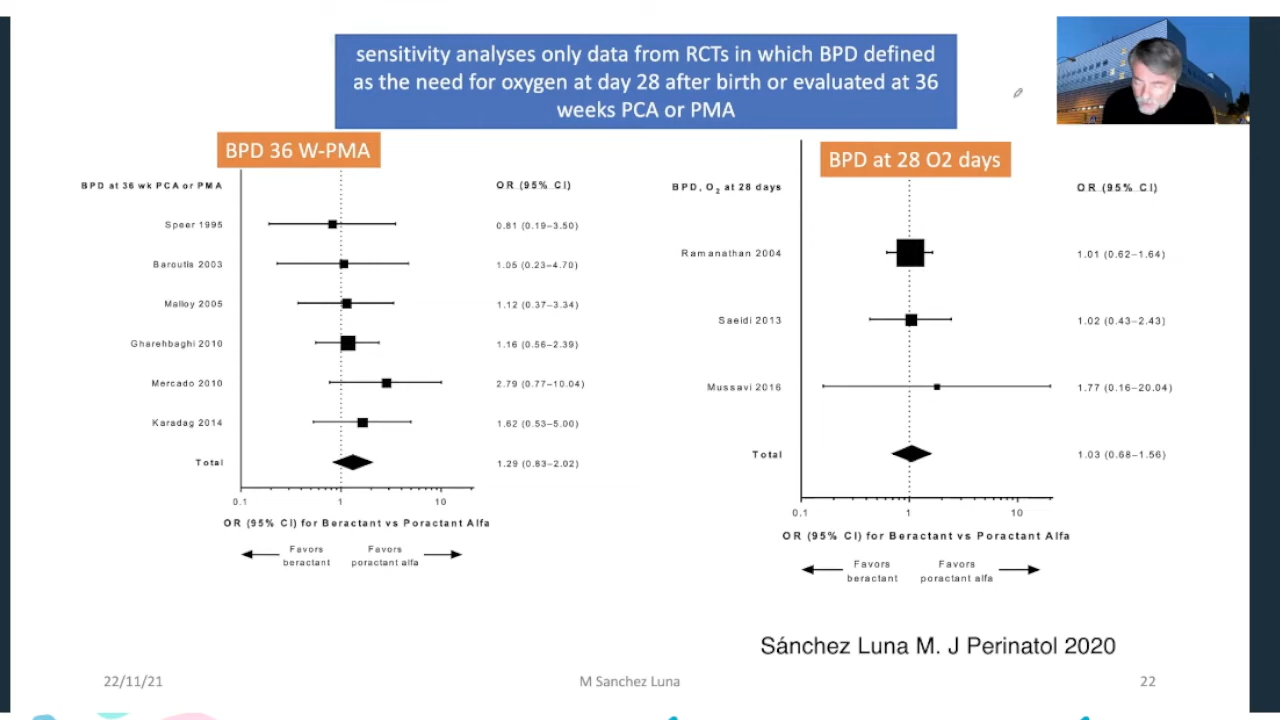 sensitivity analyses only data from RCTs in which BPD defined
as the need for oxygen at day 28 after birth or evaluated at 36
weeks PCA or PMA
BPD 36 W-PMA
BPD at 36 wk PCA or PMA OR (95% CI)
Speer 1995 0.81 (0.19–3.50)
Baroutis 2003 1.05 (0.23–4.70)
Malloy 2005 1.12 (0.37–3.34)
Gharehbaghi 2010 1.16 (0.56–2.39)
Mercado 2010 2.79 (0.77–10.04)
Karadag 2014 1.62 (0.53–5.00)
Total 1.29 (0.83–2.02)
0.1 1 10
OR (95% CI) for Beractant vs Poractant Alfa
Favors Favors
beractant poractant alfa
BPD at 28 O2 days
BPD, O2 at 28 days OR (95% CI)
Ramanathan 2004 1.01 (0.62–1.64)
Saeidi 2013 1.02 (0.43–2.43)
Mussavi 2016 1.77 (0.16–20.04)
Total 1.03 (0.68–1.56)
0.1 1 10
OR (95% CI) for Beractant vs Poractant Alfa
Favors Favors
beractant poractant alfa
Sánchez Luna M. J Perinatol 2020
22/11/21 M Sanchez Luna 22